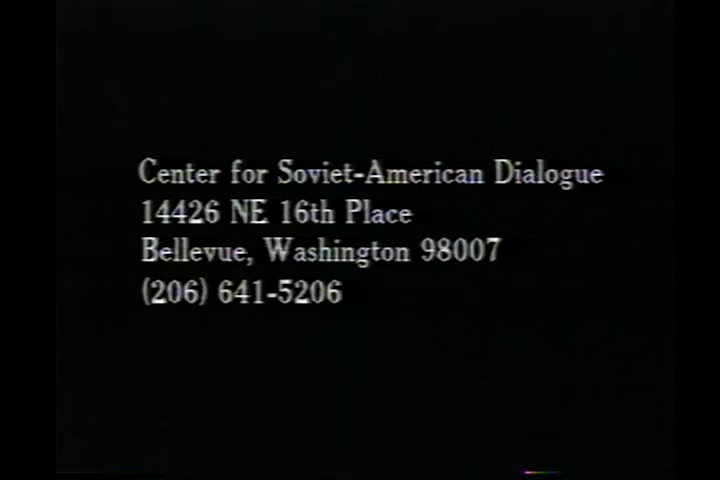 Center for Soviet-American Dialogue
14426 NE 16th Place
Bellevue, Washington 98007
(206) 641-5206